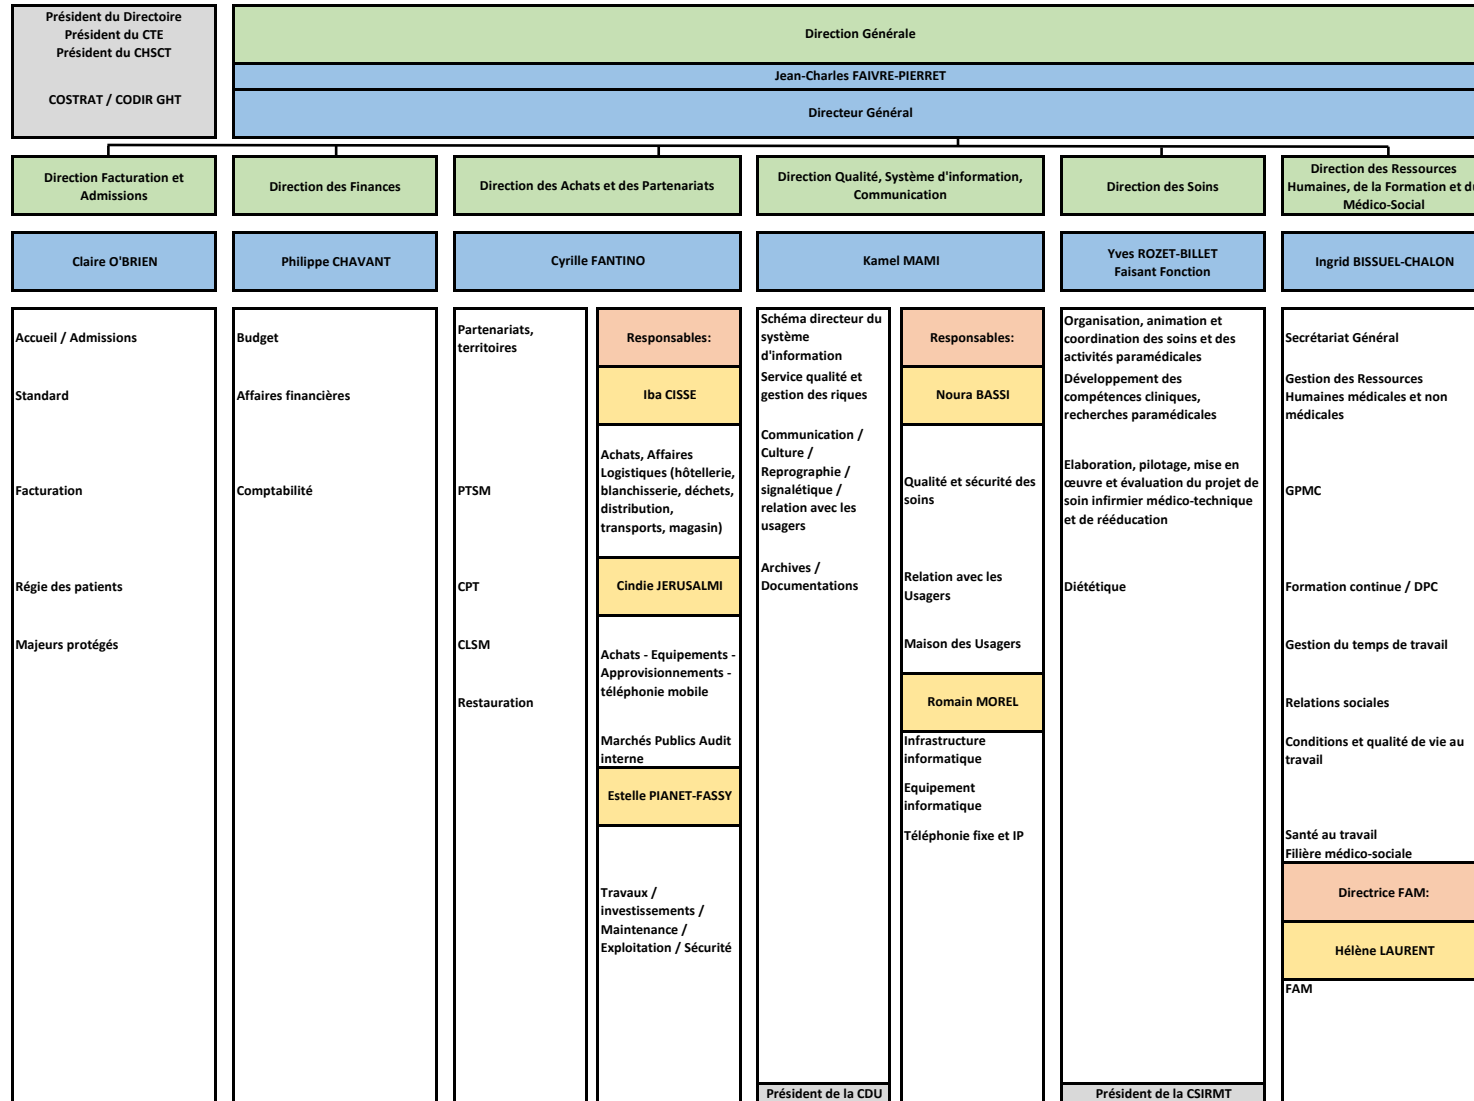 Président du Directoire
Président du CTE
Président du CHSCT
COSTRAT / CODIR GHT
Direction Générale
Jean-Charles FAIVRE-PIERRET
Directeur Général
Direction Facturation et
Admissions
Direction des Finances
Direction des Achats et des Partenariats
Direction Qualité, Système d'information,
Communication
Direction des Soins
Direction des Ressources
Humaines, de la Formation et du
Médico-Social
Claire O'BRIEN
Philippe CHAVANT
Cyrille FANTINO
Kamel MAMI
Yves ROZET-BILLET
Faisant Fonction
Ingrid BISSUEL-CHALON
Accueil / Admissions
Standard
Facturation
Régie des patients
Majeurs protégés
Budget
Affaires financières
Comptabilité
Partenariats,
territoires
PTSM
CPT
CLSM
Restauration
Responsables:
Iba CISSE
Achats, Affaires
Logistiques (hôtellerie,
blanchisserie, déchets,
distribution,
transports, magasin)
Cindie JERUSALMI
Achats - Equipements -
Approvisionnements -
téléphonie mobile
Marchés Publics Audit
interne
Estelle PIANET-FASSY
Travaux /
investissements /
Maintenance /
Exploitation / Sécurité
Schéma directeur du
système
d'information
Service qualité et
gestion des riques
Communication /
Culture /
Reprographie /
signalétique /
relation avec les
usagers
Archives /
Documentations
Président de la CDU
Responsables:
Noura BASSI
Qualité et sécurité des
soins
Relation avec les
Usagers
Maison des Usagers
Romain MOREL
Infrastructure
informatique
Equipement
informatique
Téléphonie fixe et IP
Organisation, animation et
coordination des soins et des
activités paramédicales
Développement des
compétences cliniques,
recherches paramédicales
Elaboration, pilotage, mise en
œuvre et évaluation du projet de
soin infirmier médico-technique
et de rééducation
Diététique
Président de la CSIRMT
Secrétariat Général
Gestion des Ressources
Humaines médicales et non
médicales
GPMC
Formation continue / DPC
Gestion du temps de travail
Relations sociales
Conditions et qualité de vie au
travail
Santé au travail
Filière médico-sociale
Directrice FAM:
Hélène LAURENT
FAM